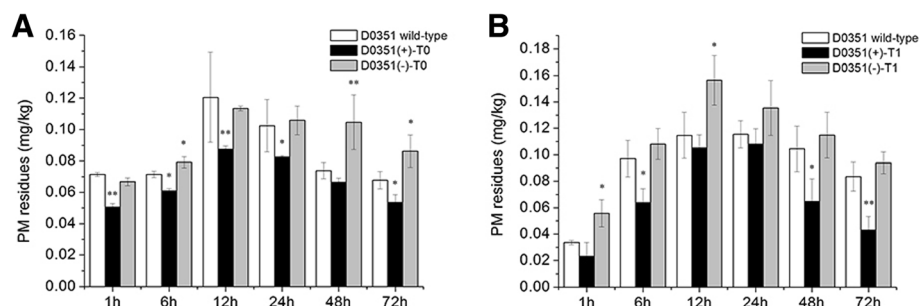 A
PM residues (mg/kg)
0.16
0.14
0.12
0.10
0.08
0.06
0.04
0.02
0.00
D0351 wild-type
D0351(+)-T0
D0351(-)-T0
** * * ** * ** * *
1h 6h 12h 24h 48h 72h
B
PM residues (mg/kg)
0.18
0.16
0.14
0.12
0.10
0.08
0.06
0.04
0.02
0.00
D0351 wild-type
D0351(+)-T1
D0351(-)-T1
* * * * **
1h 6h 12h 24h 48h 72h